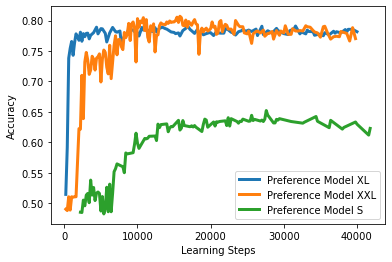 0.80
0.75
0.70
0.65
0.60
0.55
0.50
Accuracy
0 10000 20000 30000 40000
Learning Steps
Preference Model XL
Preference Model XXL
Preference Model S